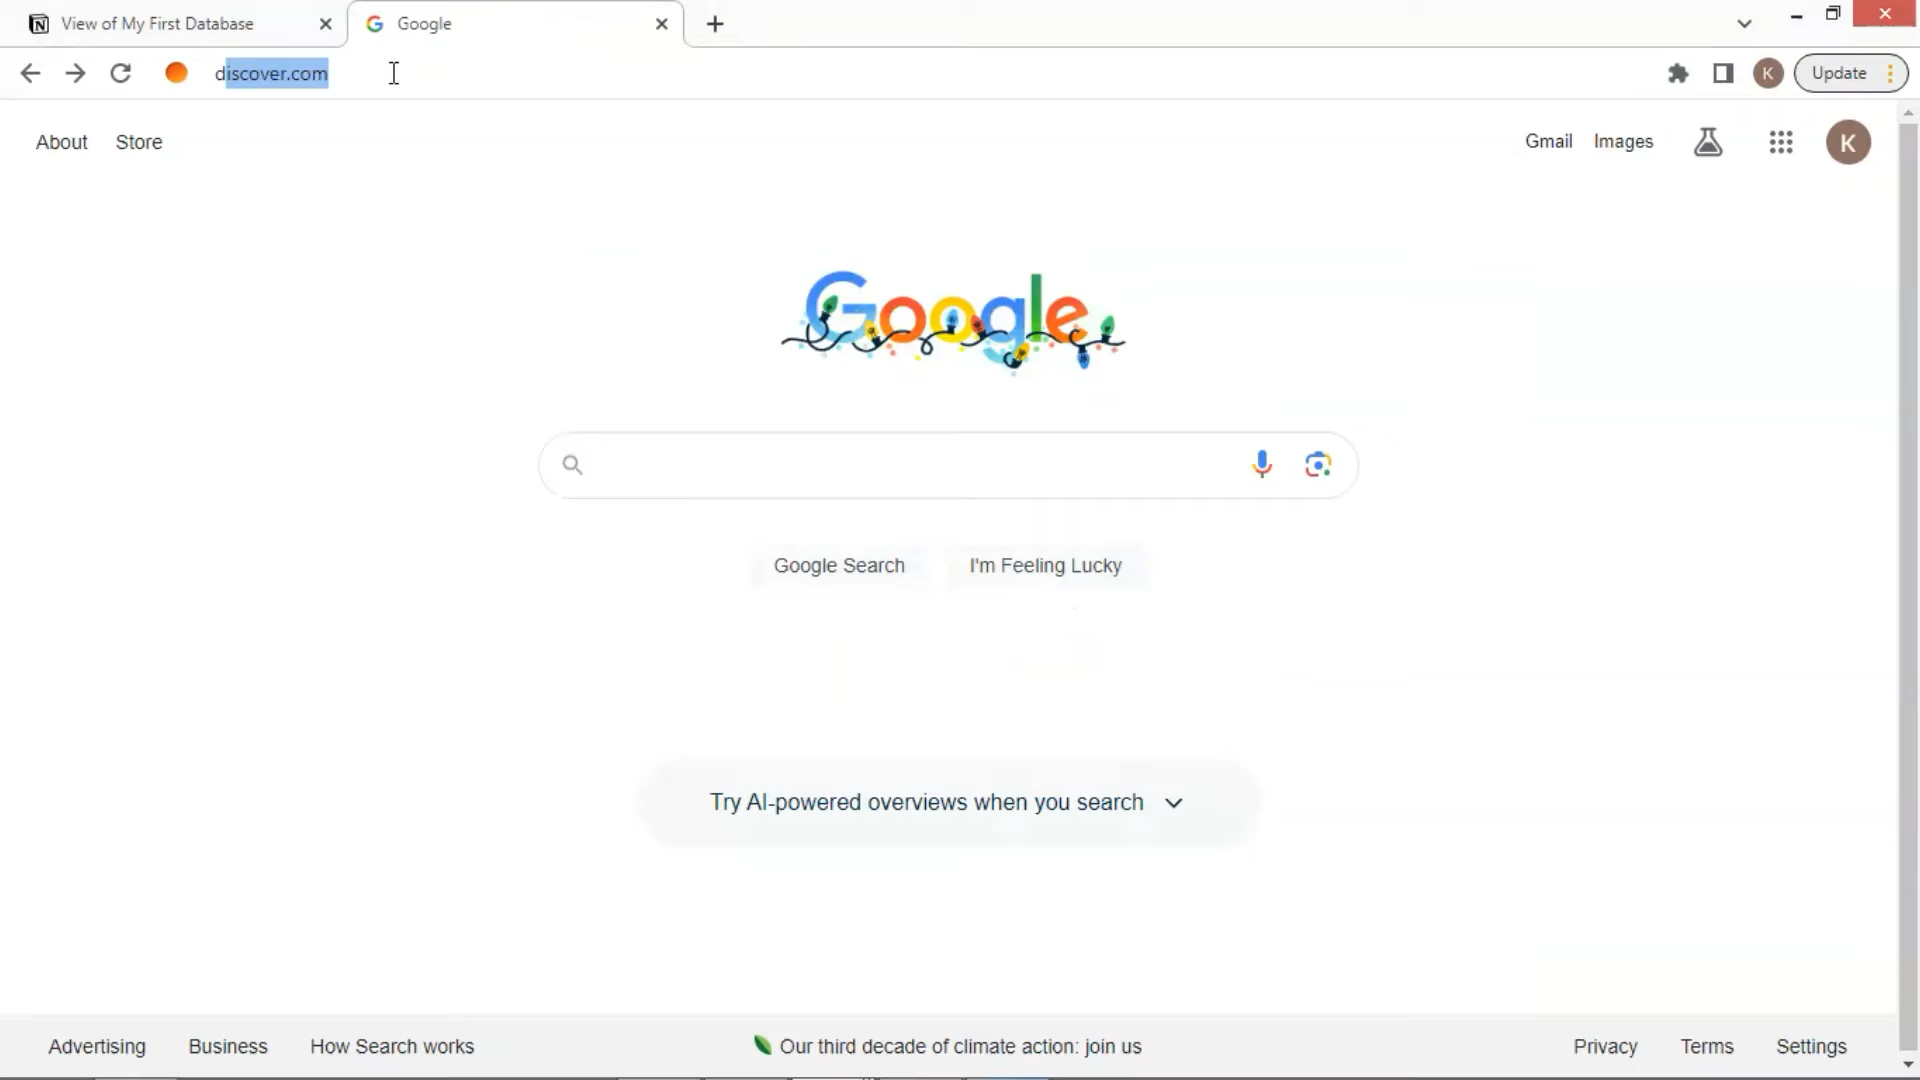 View of My First Database
Google
discover.com
K
Update
About
Store
Gmail
Images
K
Google
Google Search
I'm Feeling Lucky
Try AI-powered overviews when you search
Advertising
Business
How Search works
Our third decade of climate action: join us
Privacy
Terms
Settings